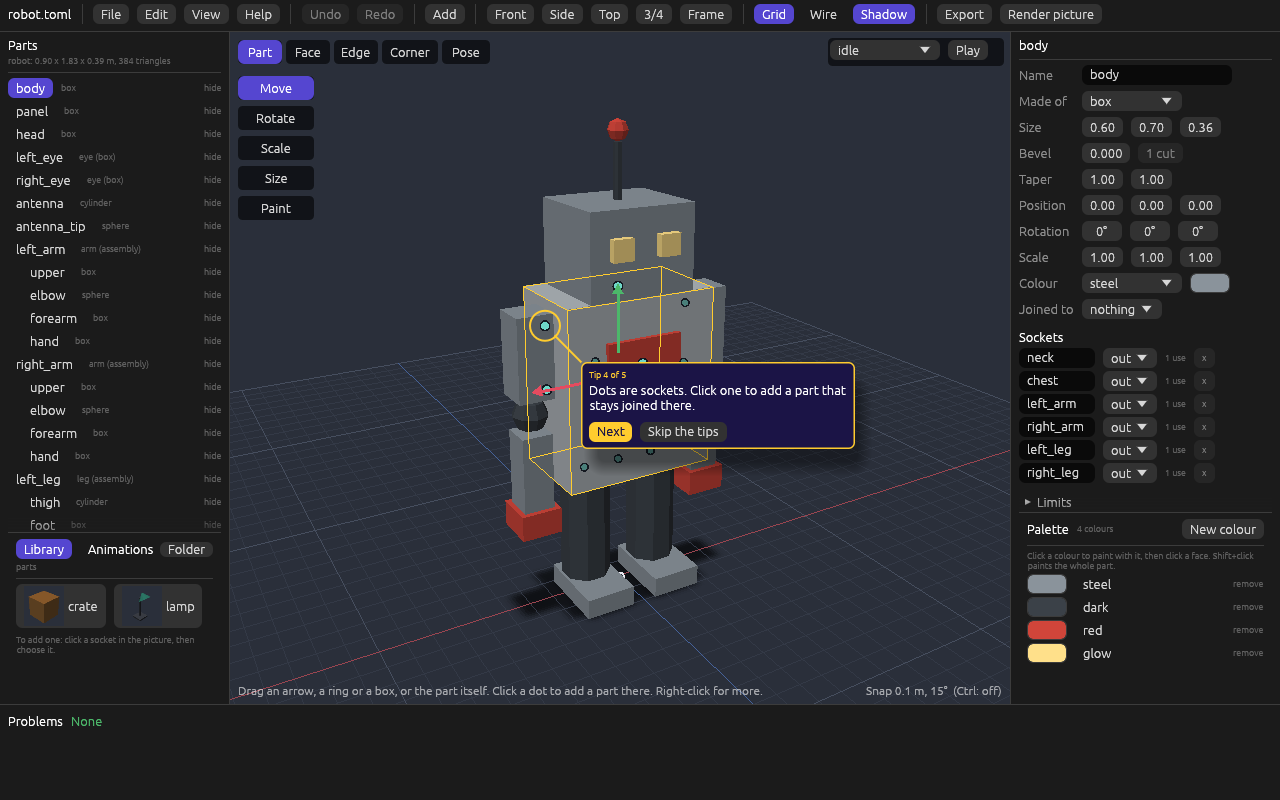 robot.toml File Edit View Help Undo Redo Add Front Side Top 3/4 Frame Grid Wire Shadow Export Render picture
Parts
robot: 0.90 x 1.83 x 0.39 m, 384 triangles
body box hide
panel box hide
head box hide
left_eye eye (box) hide
right_eye eye (box) hide
antenna cylinder hide
antenna_tip sphere hide
left_arm arm (assembly) hide
upper box hide
elbow sphere hide
forearm box hide
hand box hide
right_arm arm (assembly) hide
upper box hide
elbow sphere hide
forearm box hide
hand box hide
left_leg leg (assembly) hide
thigh cylinder hide
foot box hide
Library Animations Folder
parts
crate lamp
To add one: click a socket in the picture, then
choose it.
Part Face Edge Corner Pose
Move
Rotate
Scale
Size
Paint
idle Play
Tip 4 of 5
Dots are sockets. Click one to add a part that
stays joined there.
Next Skip the tips
Drag an arrow, a ring or a box, or the part itself. Click a dot to add a part there. Right-click for more.
Snap 0.1 m, 15° (Ctrl: off)
body
Name body
Made of box
Size 0.60 0.70 0.36
Bevel 0.000 1 cut
Taper 1.00 1.00
Position 0.00 0.00 0.00
Rotation 0° 0° 0°
Scale 1.00 1.00 1.00
Colour steel
Joined to nothing
Sockets
neck out 1 use x
chest out 1 use x
left_arm out 1 use x
right_arm out 1 use x
left_leg out 1 use x
right_leg out 1 use x
Limits
Palette 4 colours New colour
Click a colour to paint with it, then click a face. Shift+click
paints the whole part.
steel remove
dark remove
red remove
glow remove
Problems None